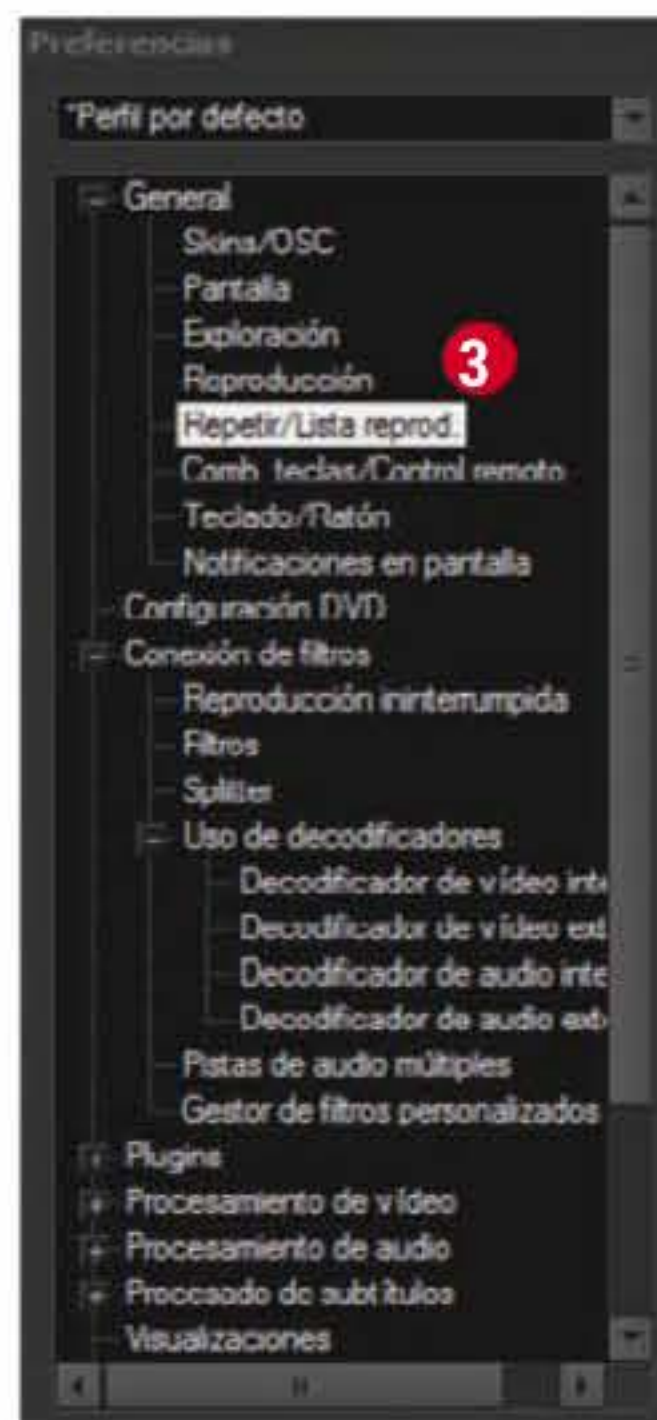 Preferencias
*Perfil por defecto
General
Skins/OSC
Pantalla
Exploración
Reproducción
3
Repetir/Lista reprod.
Comb. teclas/Control remoto
Teclado/Ratón
Notificaciones en pantalla
Configuración DVD
Conexión de filtros
Reproducción ininterrumpida
Filtros
Splitter
Uso de decodificadores
Decodificador de vídeo inte
Decodificador de vídeo ext
Decodificador de audio inte
Decodificador de audio ext
Pistas de audio múltiples
Gestor de filtros personalizados
Plugins
Procesamiento de vídeo
Procesamiento de audio
Procesado de subtítulos
Visualizaciones